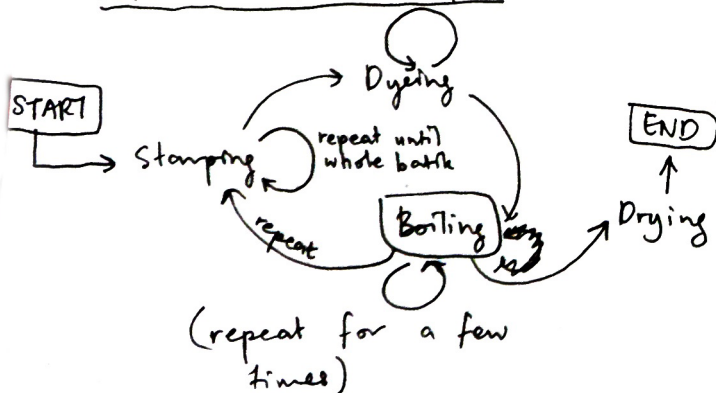 Dyeing
START
END
repeat until
whole batik
Stamping
Boiling
Drying
repeat
(repeat for a few
times)